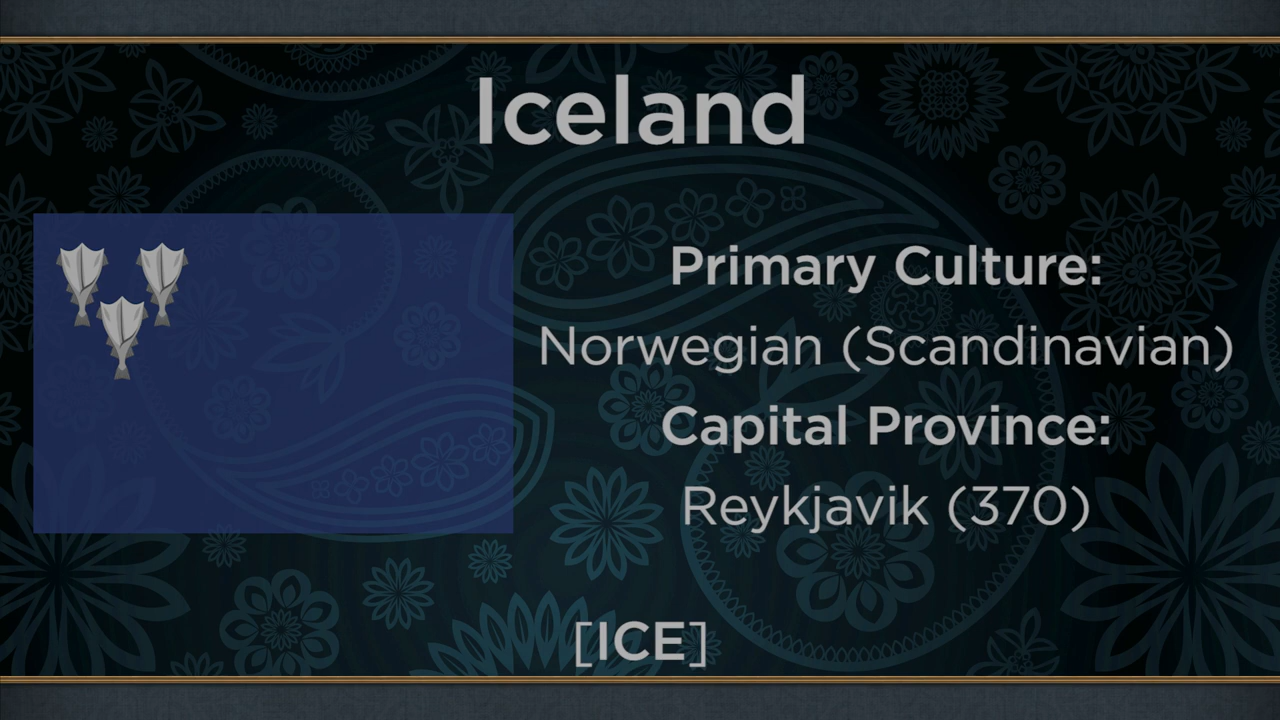 Iceland
Primary Culture:
Norwegian (Scandinavian)
Capital Province:
Reykjavik (370)
[ICE]